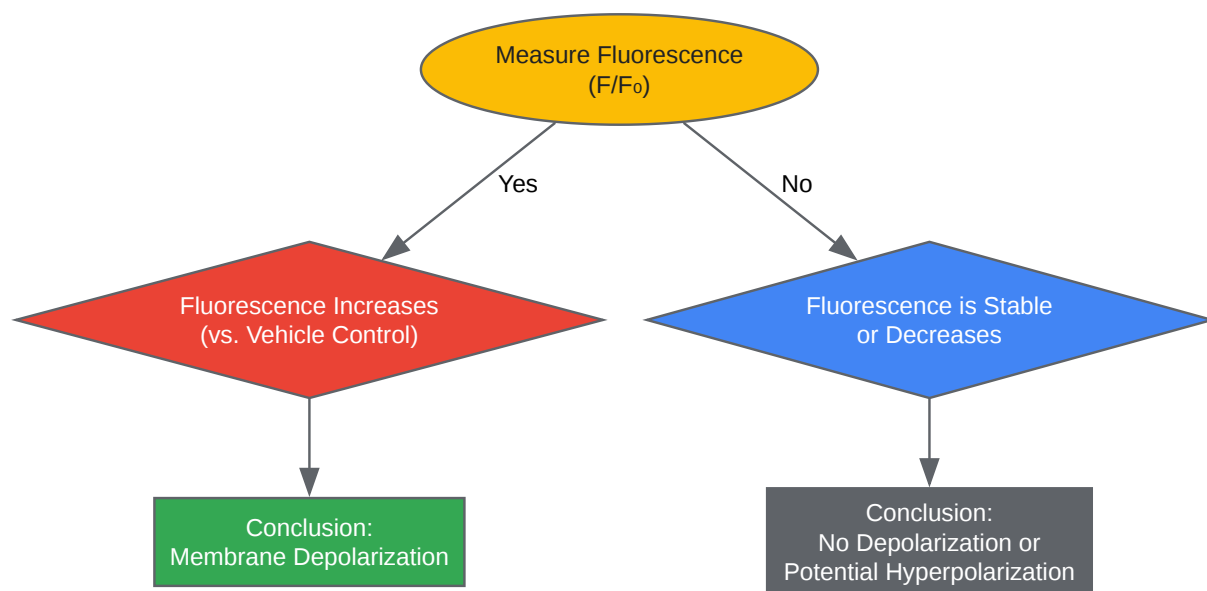 Measure Fluorescence
(F/F₀)
Yes
No
Fluorescence Increases
(vs. Vehicle Control)
Fluorescence is Stable
or Decreases
Conclusion:
Membrane Depolarization
Conclusion:
No Depolarization or
Potential Hyperpolarization